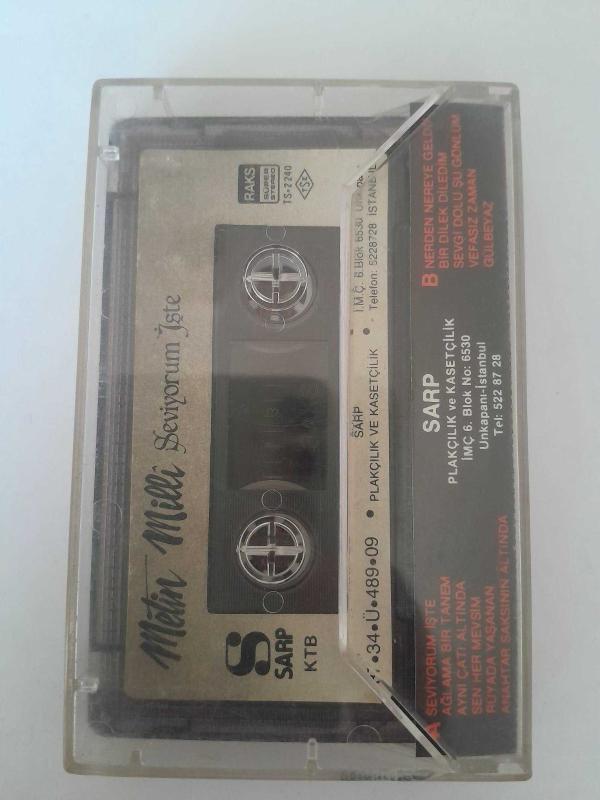 Metin Milli Seviyorum İşte
S
SARP
KTB
RAKS
SUPER
STEREO
TS-2240
TSE
SARP
PLAKÇILIK VE KASETÇİLİK
İ.M.Ç. 6.Blok 6530
Telefon: 5228728 İSTANBUL
34.Ü.489.09
A SEVİYORUM İŞTE
AĞLAMA BİR TANEM
AYNI ÇATI ALTINDA
SEN HER MEVSİM
RUYADA YAŞANAN
ANAHTAR SAKSININ ALTINDA
SARP
PLAKÇILIK ve KASETÇİLİK
İMÇ 6. Blok No: 6530
Unkapanı-İstanbul
Tel: 522 87 28
B NERDEN NEREYE GELDİK
BİR DİLEK DİLEDİM
SEVGİ DOLU ŞU GÖNLÜM
VEFASIZ ZAMAN
GÜLBEYAZ